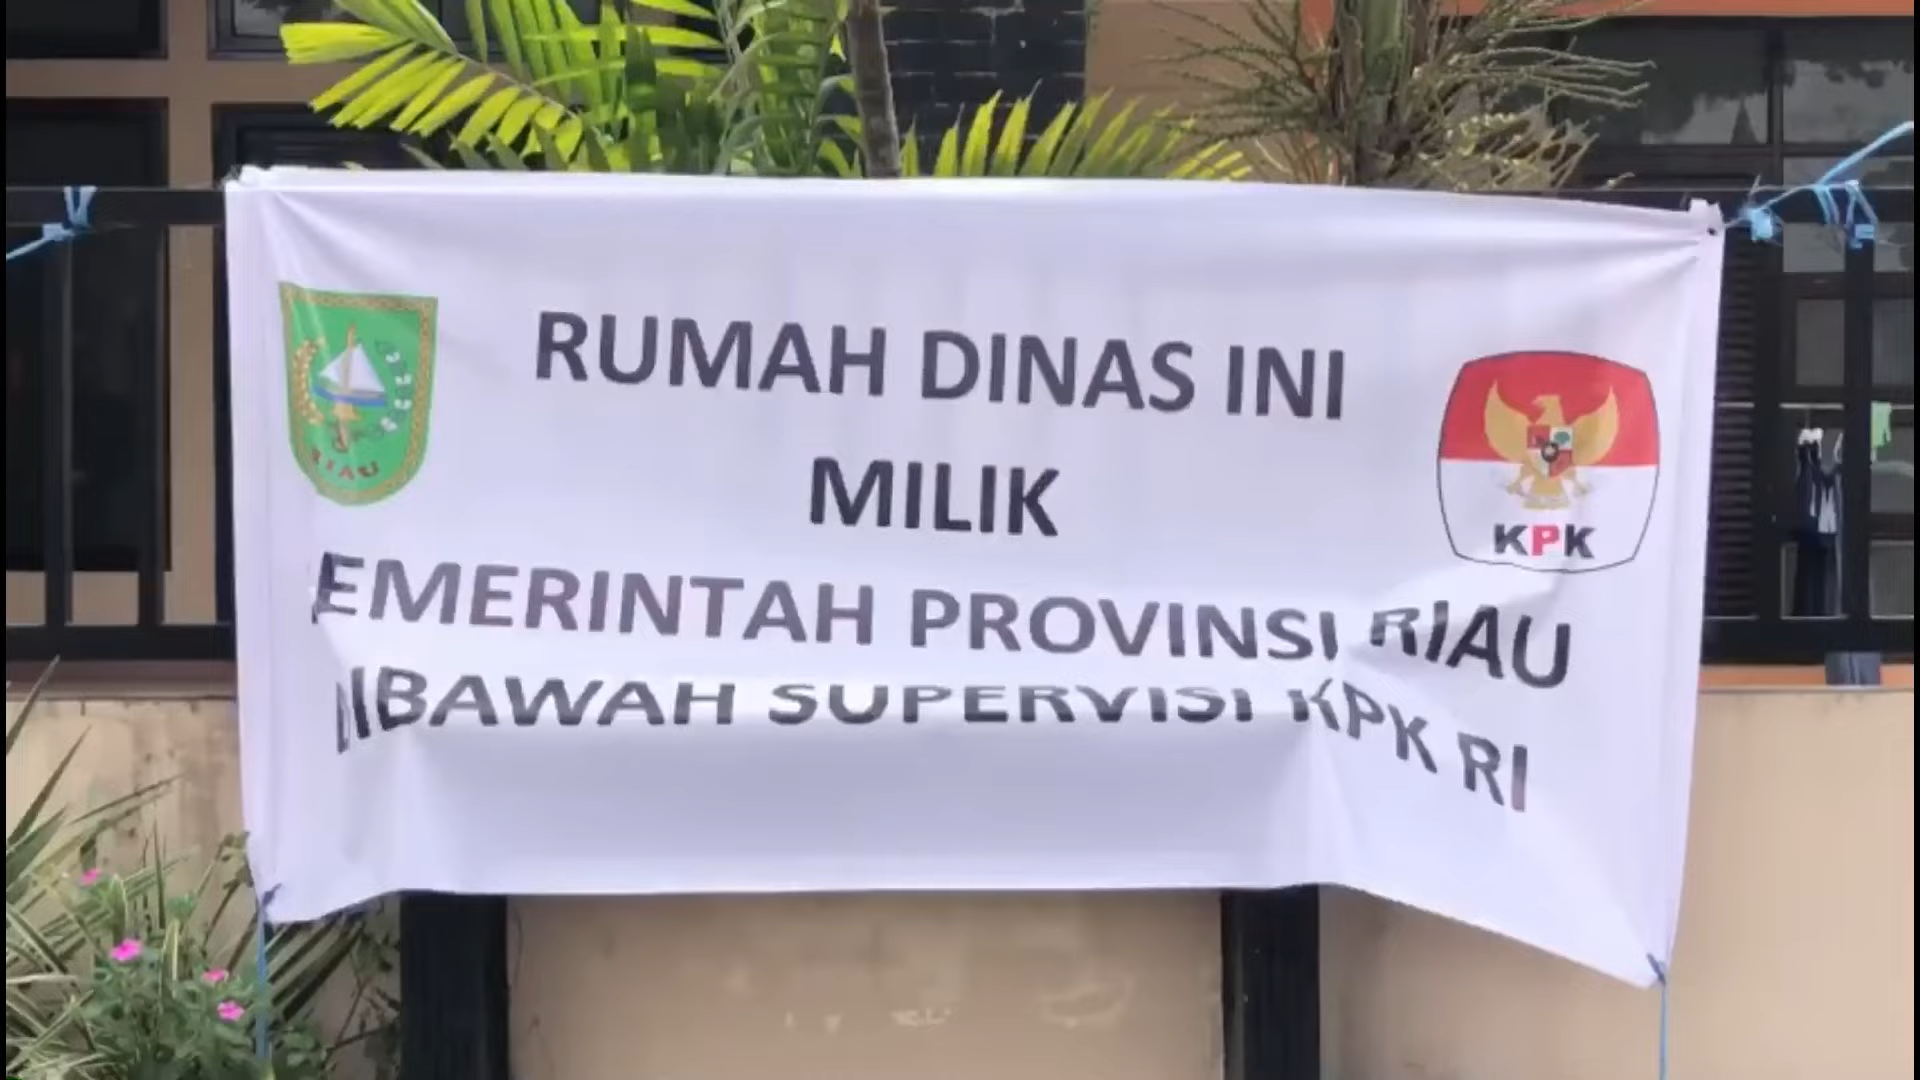 RUMAH DINAS INI
MILIK
PEMERINTAH PROVINSI RIAU
DIBAWAH SUPERVISI KPK RI
RIAU
KPK